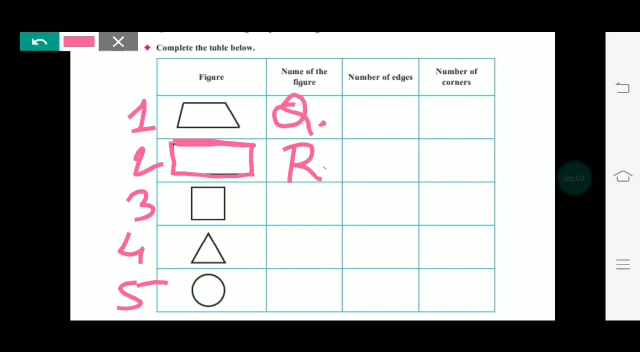 Complete the table below.
Figure Name of the figure Number of edges Number of corners
1 Q.
2 R.
3
4
5